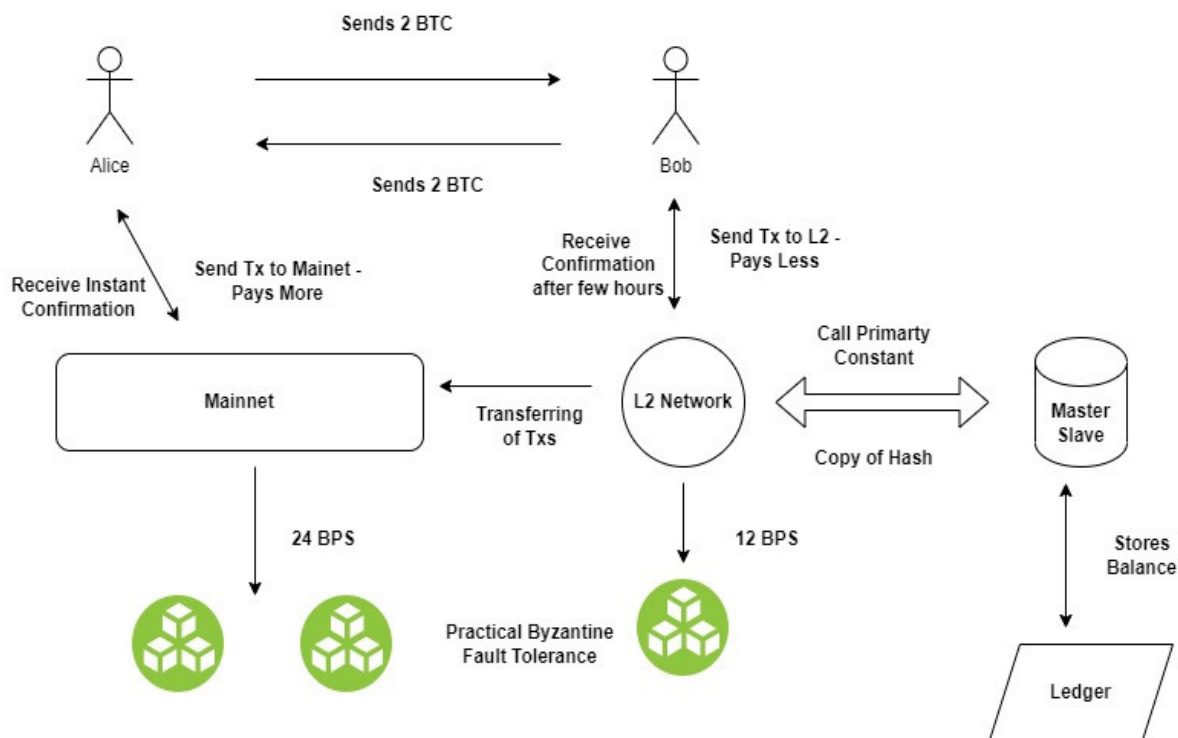 Sends 2 BTC
Alice
Bob
Sends 2 BTC
Receive Instant
Confirmation
Send Tx to Mainet -
Pays More
Receive
Confirmation
after few hours
Send Tx to L2 -
Pays Less
Mainnet
Transferring
of Txs
L2 Network
Call Primarty
Constant
Copy of Hash
Master
Slave
24 BPS
12 BPS
Stores
Balance
Practical Byzantine
Fault Tolerance
Ledger